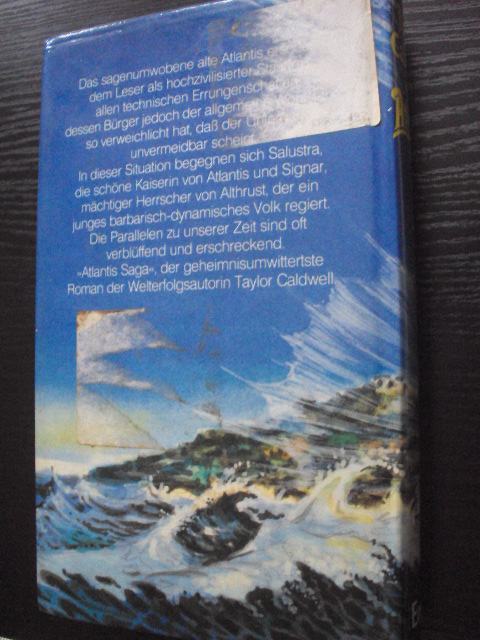 Das sagenumwobene alte Atlantis
dem Leser als hochzivilisierter
allen technischen Errungenschaften
dessen Bürger jedoch der allgemeine
so verweichlicht hat, daß der
unvermeidbar scheint
In dieser Situation begegnen sich Salustra,
die schöne Kaiserin von Atlantis und Signar,
mächtiger Herrscher von Althrust, der ein
junges barbarisch-dynamisches Volk regiert.
Die Parallelen zu unserer Zeit sind oft
verblüffend und erschreckend.
»Atlantis Saga«, der geheimnisumwittertste
Roman der Welterfolgsautorin Taylor Caldwell.